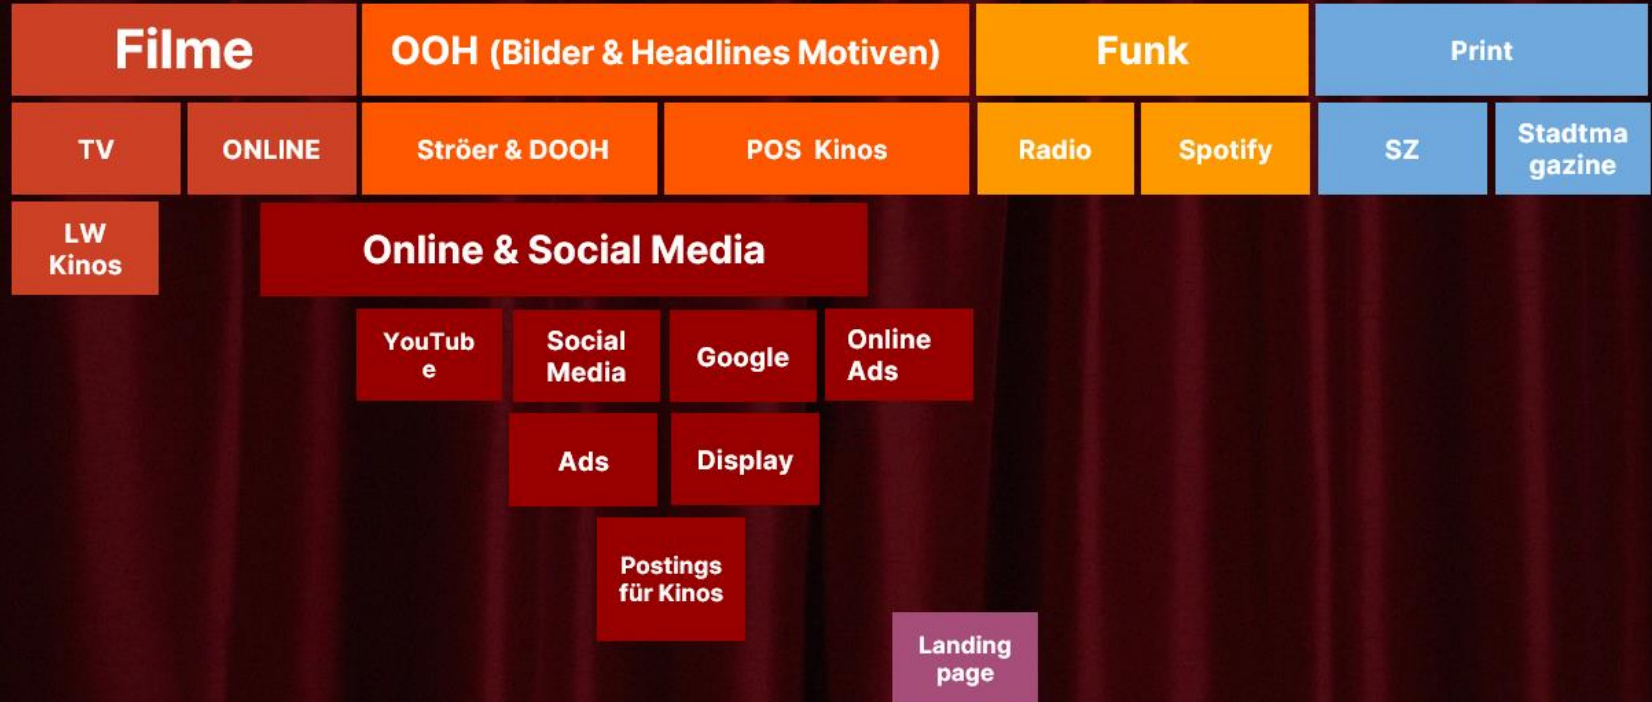 Filme
OOH (Bilder & Headlines Motiven)
Funk
Print
TV
ONLINE
Ströer & DOOH
POS Kinos
Radio
Spotify
SZ
Stadtma
gazine
LW
Kinos
Online & Social Media
YouTub
e
Social
Media
Google
Online
Ads
Ads
Display
Postings
für Kinos
Landing
page